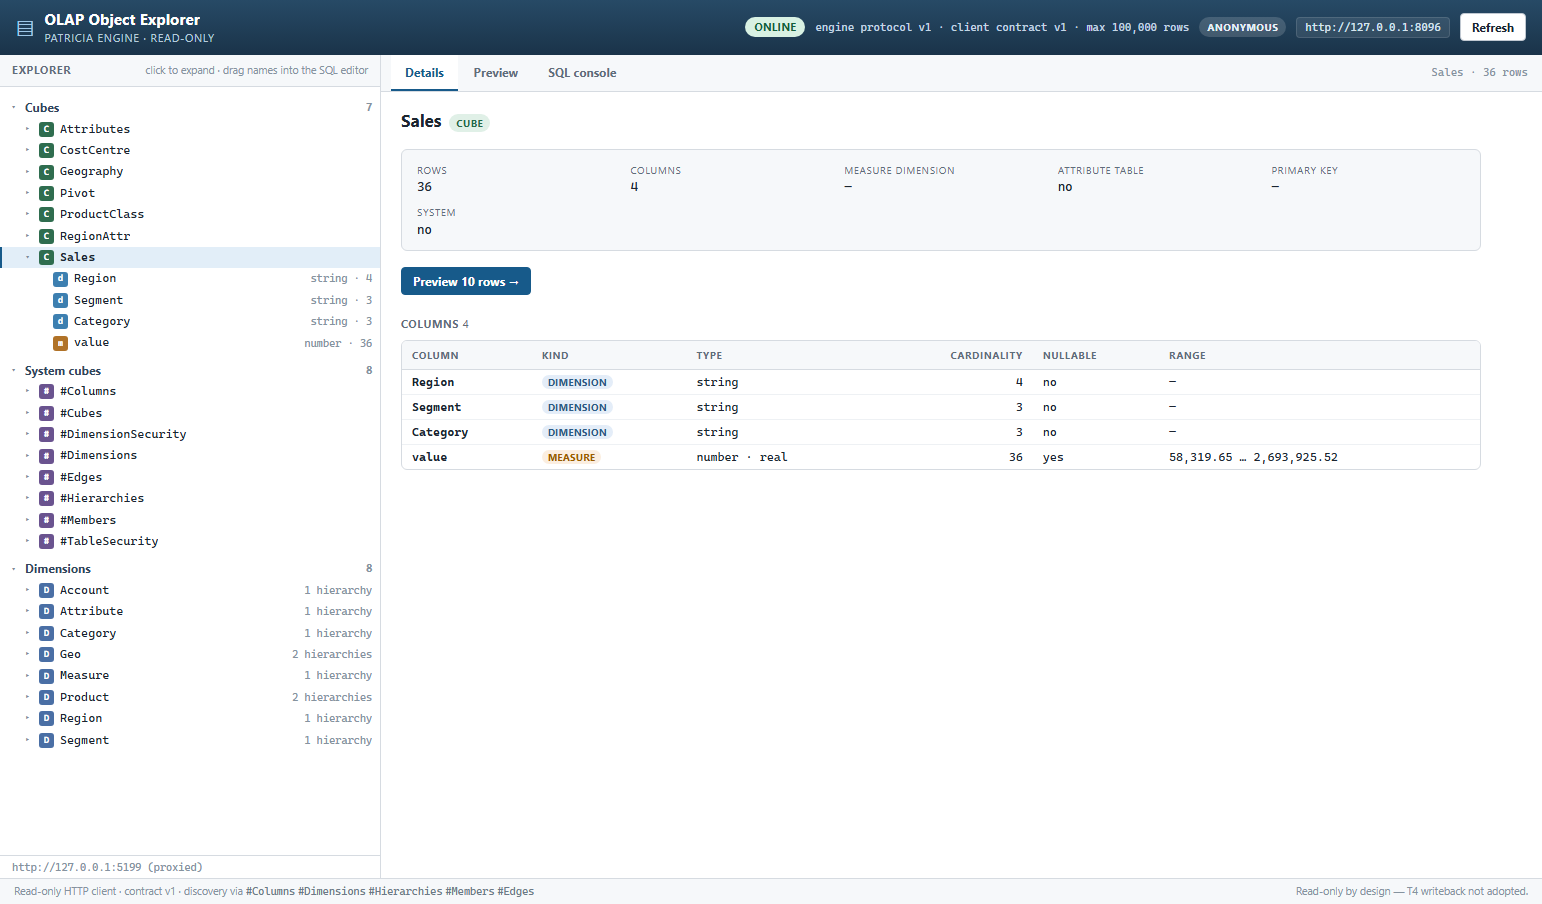 OLAP Object Explorer
PATRICIA ENGINE · READ-ONLY
ONLINE engine protocol v1 · client contract v1 · max 100,000 rows ANONYMOUS http://127.0.0.1:8096 Refresh
EXPLORER click to expand · drag names into the SQL editor
Cubes 7
C Attributes
C CostCentre
C Geography
C Pivot
C ProductClass
C RegionAttr
C Sales
d Region string · 4
d Segment string · 3
d Category string · 3
m value number · 36
System cubes 8
# #Columns
# #Cubes
# #DimensionSecurity
# #Dimensions
# #Edges
# #Hierarchies
# #Members
# #TableSecurity
Dimensions 8
D Account 1 hierarchy
D Attribute 1 hierarchy
D Category 1 hierarchy
D Geo 2 hierarchies
D Measure 1 hierarchy
D Product 2 hierarchies
D Region 1 hierarchy
D Segment 1 hierarchy
http://127.0.0.1:5199 (proxied)
Details Preview SQL console Sales · 36 rows
Sales CUBE
ROWS COLUMNS MEASURE DIMENSION ATTRIBUTE TABLE PRIMARY KEY
36 4 — no —
SYSTEM
no
Preview 10 rows →
COLUMNS 4
COLUMN KIND TYPE CARDINALITY NULLABLE RANGE
Region DIMENSION string 4 no —
Segment DIMENSION string 3 no —
Category DIMENSION string 3 no —
value MEASURE number · real 36 yes 58,319.65 … 2,693,925.52
Read-only HTTP client · contract v1 · discovery via #Columns #Dimensions #Hierarchies #Members #Edges
Read-only by design — T4 writeback not adopted.